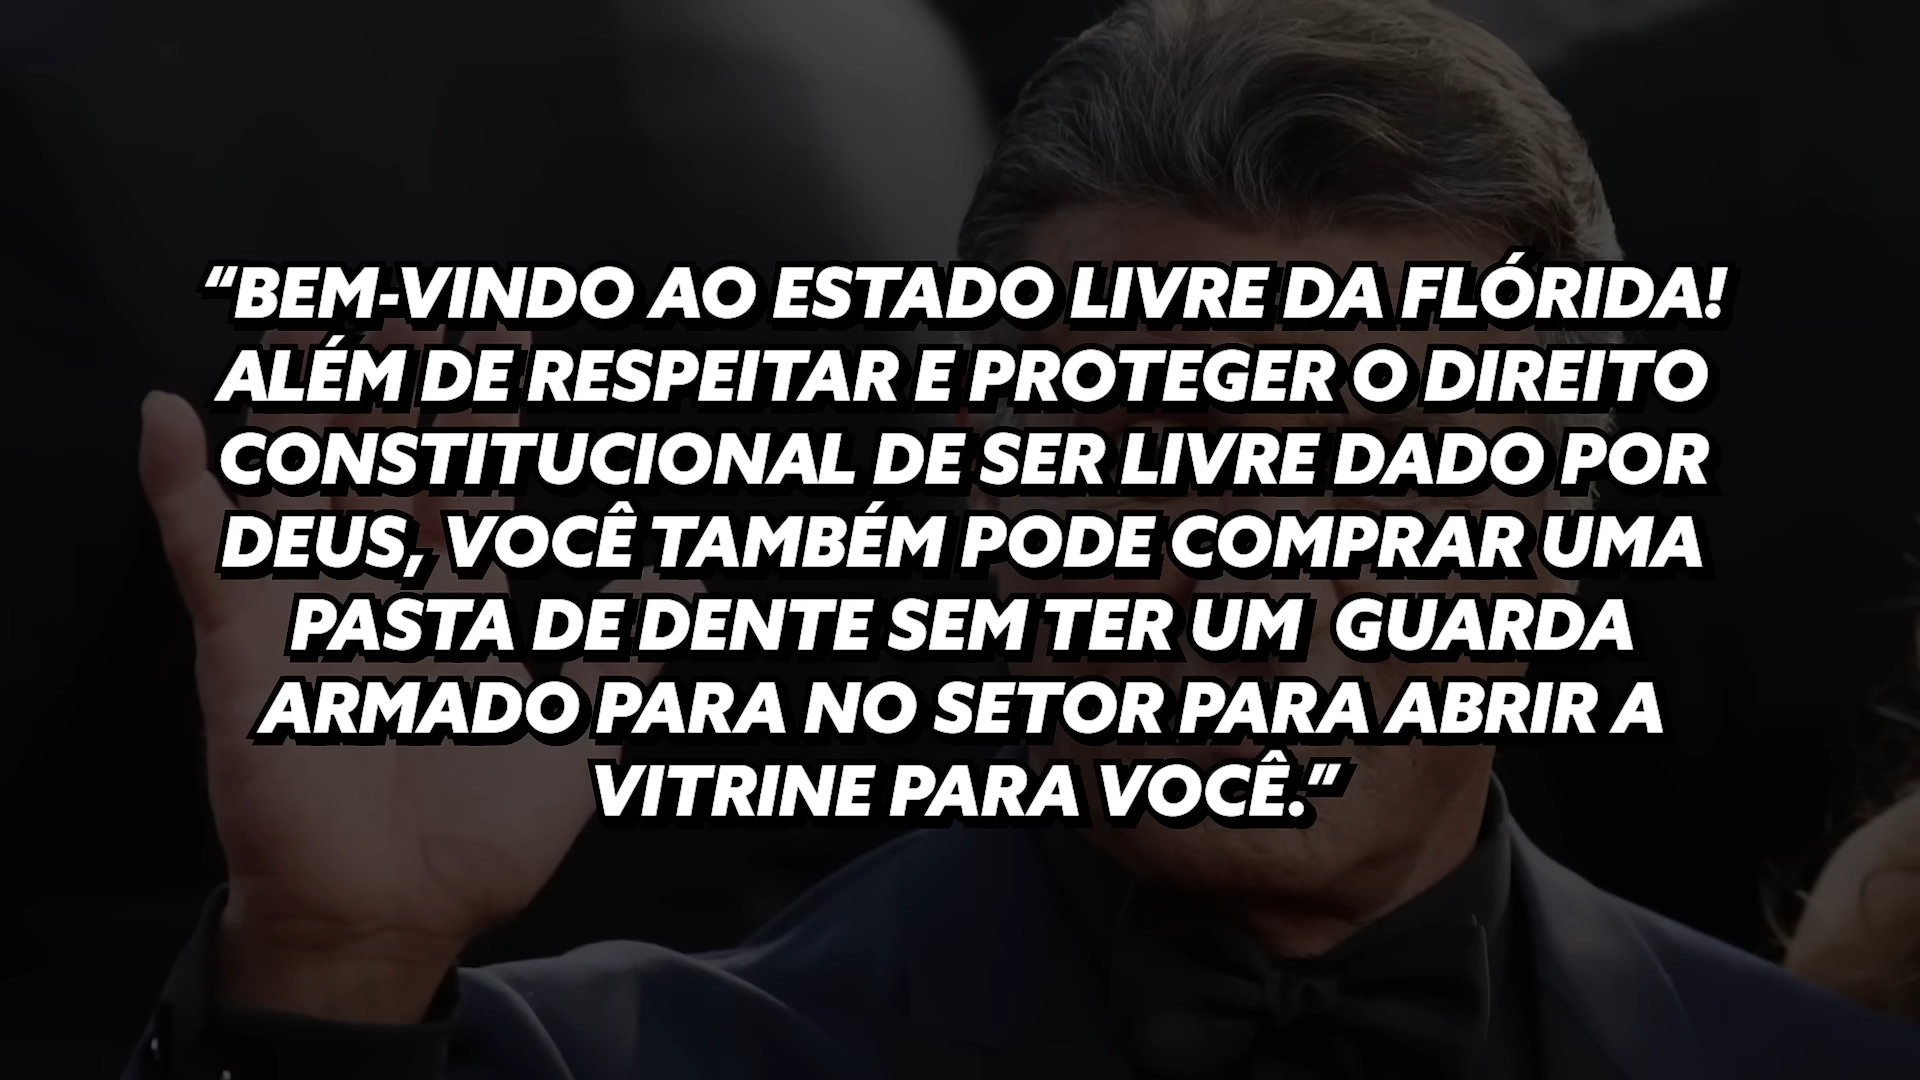 “BEM-VINDO AO ESTADO LIVRE DA FLÓRIDA!
ALÉM DE RESPEITAR E PROTEGER O DIREITO
CONSTITUCIONAL DE SER LIVRE DADO POR
DEUS, VOCÊ TAMBÉM PODE COMPRAR UMA
PASTA DE DENTE SEM TER UM  GUARDA
ARMADO PARA NO SETOR PARA ABRIR A
VITRINE PARA VOCÊ.”